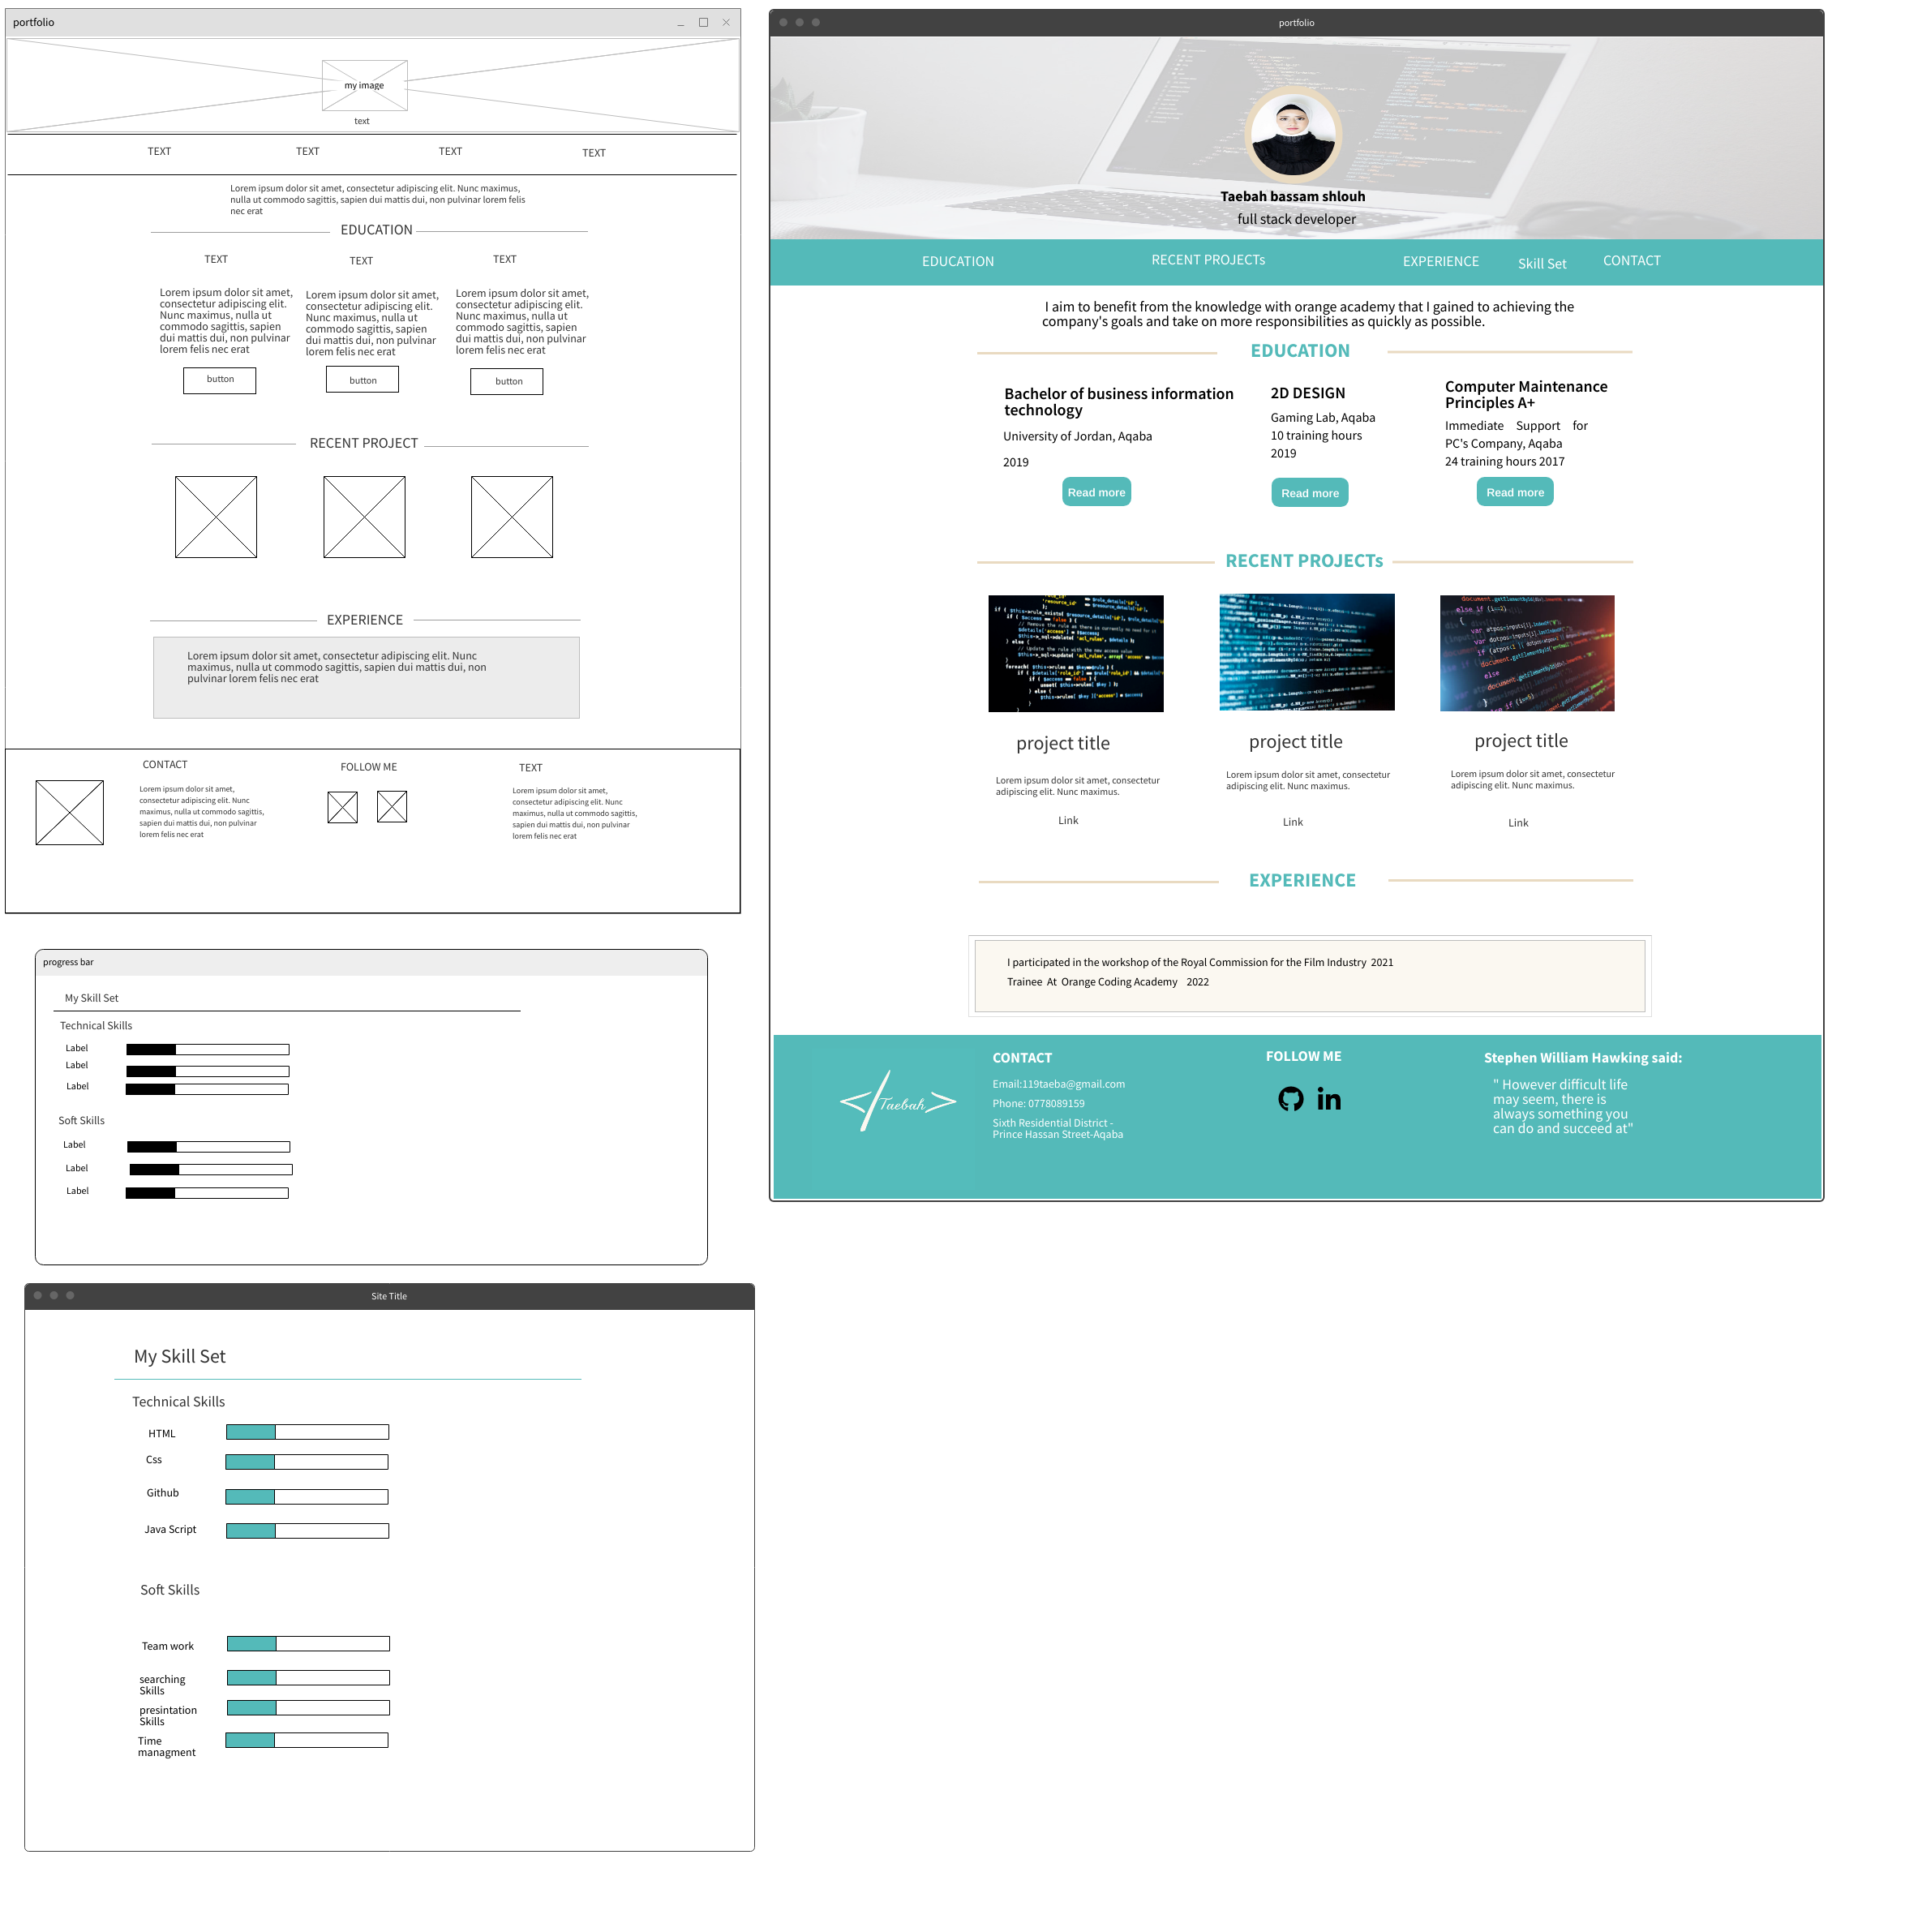 portfolio
my image
text
TEXT
TEXT
TEXT
TEXT
Lorem ipsum dolor sit amet, consectetur adipiscing elit. Nunc maximus,
nulla ut commodo sagittis, sapien dui mattis dui, non pulvinar lorem felis
nec erat
EDUCATION
TEXT
TEXT
TEXT
Lorem ipsum dolor sit amet,
consectetur adipiscing elit.
Nunc maximus, nulla ut
commodo sagittis, sapien
dui mattis dui, non pulvinar
lorem felis nec erat
Lorem ipsum dolor sit amet,
consectetur adipiscing elit.
Nunc maximus, nulla ut
commodo sagittis, sapien
dui mattis dui, non pulvinar
lorem felis nec erat
Lorem ipsum dolor sit amet,
consectetur adipiscing elit.
Nunc maximus, nulla ut
commodo sagittis, sapien
dui mattis dui, non pulvinar
lorem felis nec erat
button
button
button
RECENT PROJECT
EXPERIENCE
Lorem ipsum dolor sit amet, consectetur adipiscing elit. Nunc
maximus, nulla ut commodo sagittis, sapien dui mattis dui, non
pulvinar lorem felis nec erat
CONTACT
Lorem ipsum dolor sit amet,
consectetur adipiscing elit. Nunc
maximus, nulla ut commodo sagittis,
sapien dui mattis dui, non pulvinar
lorem felis nec erat
FOLLOW ME
TEXT
Lorem ipsum dolor sit amet,
consectetur adipiscing elit. Nunc
maximus, nulla ut commodo sagittis,
sapien dui mattis dui, non pulvinar
lorem felis nec erat
progress bar
My Skill Set
Technical Skills
Label
Label
Label
Soft Skills
Label
Label
Label
Site Title
My Skill Set
Technical Skills
HTML
Css
Github
Java Script
Soft Skills
Team work
searching
Skills
presintation
Skills
Time
managment
portfolio
Taebah bassam shlouh
full stack developer
EDUCATION
RECENT PROJECTs
EXPERIENCE
Skill Set
CONTACT
I aim to benefit from the knowledge with orange academy that I gained to achieving the
company's goals and take on more responsibilities as quickly as possible.
EDUCATION
Bachelor of business information
technology
University of Jordan, Aqaba
2019
Read more
2D DESIGN
Gaming Lab, Aqaba
10 training hours
2019
Read more
Computer Maintenance
Principles A+
Immediate Support for
PC's Company, Aqaba
24 training hours 2017
Read more
RECENT PROJECTs
project title
Lorem ipsum dolor sit amet, consectetur
adipiscing elit. Nunc maximus.
Link
project title
Lorem ipsum dolor sit amet, consectetur
adipiscing elit. Nunc maximus.
Link
project title
Lorem ipsum dolor sit amet, consectetur
adipiscing elit. Nunc maximus.
Link
EXPERIENCE
I participated in the workshop of the Royal Commission for the Film Industry 2021
Trainee At Orange Coding Academy 2022
Taebah
CONTACT
Email:119taeba@gmail.com
Phone: 0778089159
Sixth Residential District -
Prince Hassan Street-Aqaba
FOLLOW ME
in
Stephen William Hawking said:
" However difficult life
may seem, there is
always something you
can do and succeed at"